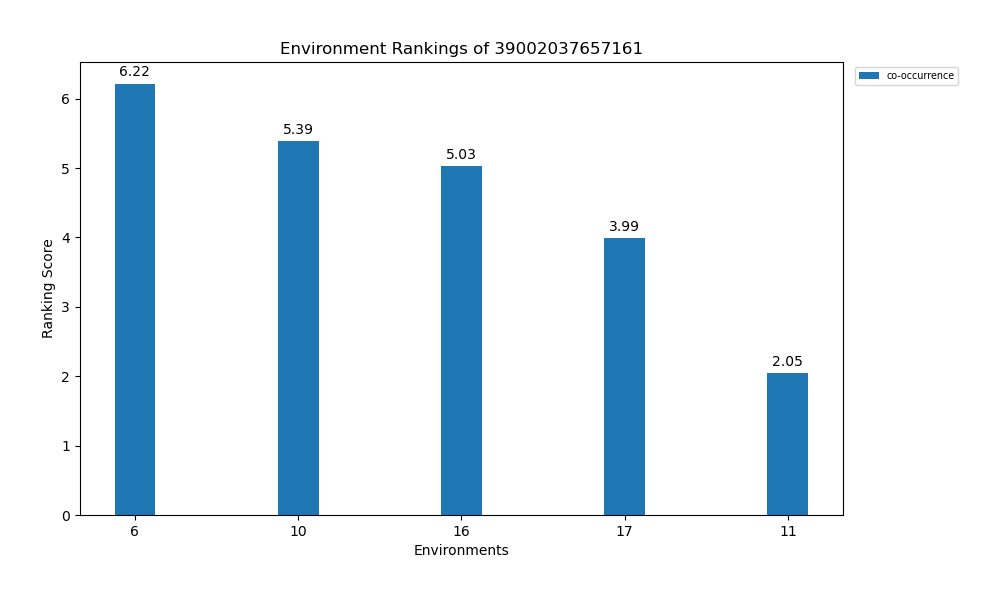 Environment Rankings of 39002037657161
co-occurrence
6.22
5.39
5.03
3.99
2.05
Ranking Score
6
5
4
3
2
1
0
6 10 16 17 11
Environments